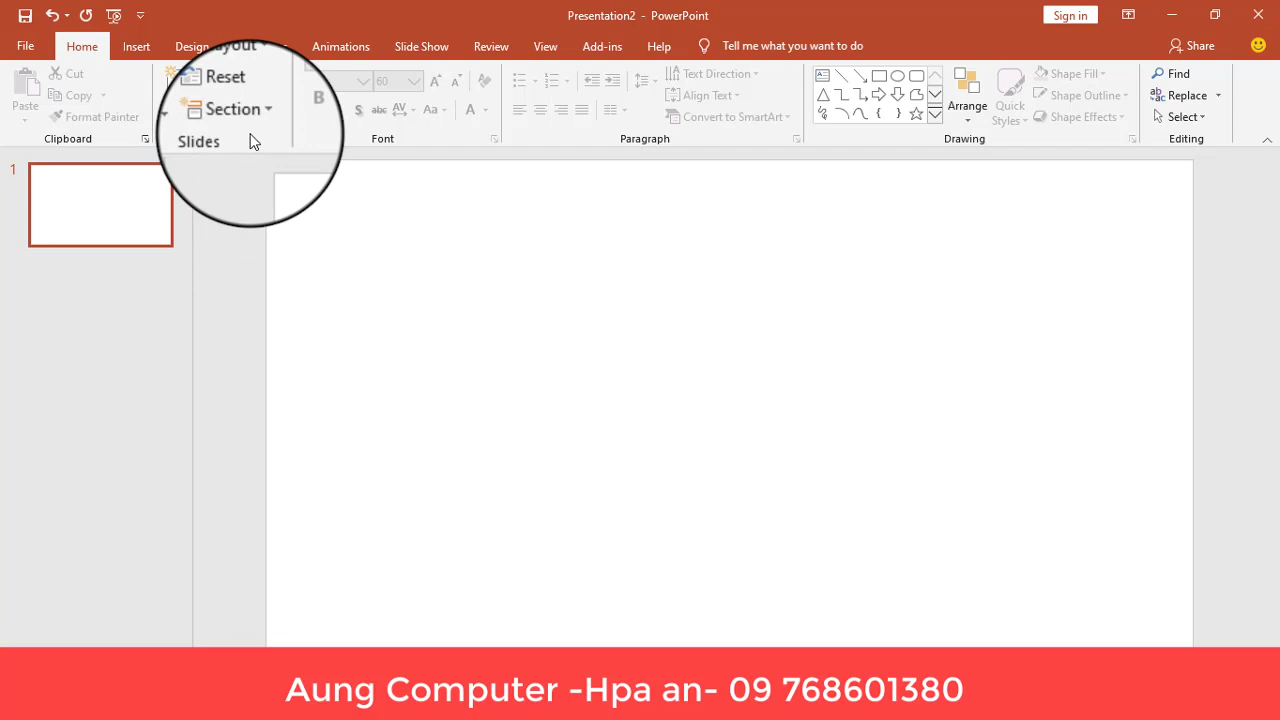 Presentation2 - PowerPoint
Sign in
File
Home
Insert
Design
Animations
Slide Show
Review
View
Add-ins
Help
Tell me what you want to do
Share
Paste
Cut
Copy
Format Painter
Clipboard
Reset
Section
Slides
60
B
S
abc
AV
Aa
A
Font
Text Direction
Align Text
Convert to SmartArt
Paragraph
Arrange
Quick
Styles
Shape Fill
Shape Outline
Shape Effects
Drawing
Find
Replace
Select
Editing
1
Aung Computer -Hpa an- 09 768601380